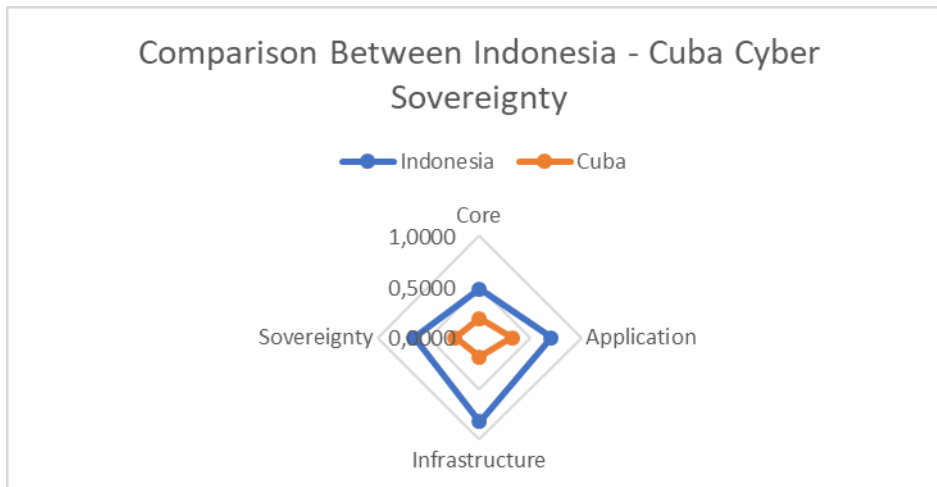 Comparison Between Indonesia - Cuba Cyber
Sovereignty
Indonesia Cuba
Core
1,0000
0,5000
Sovereignty 0,0000 Application
Infrastructure